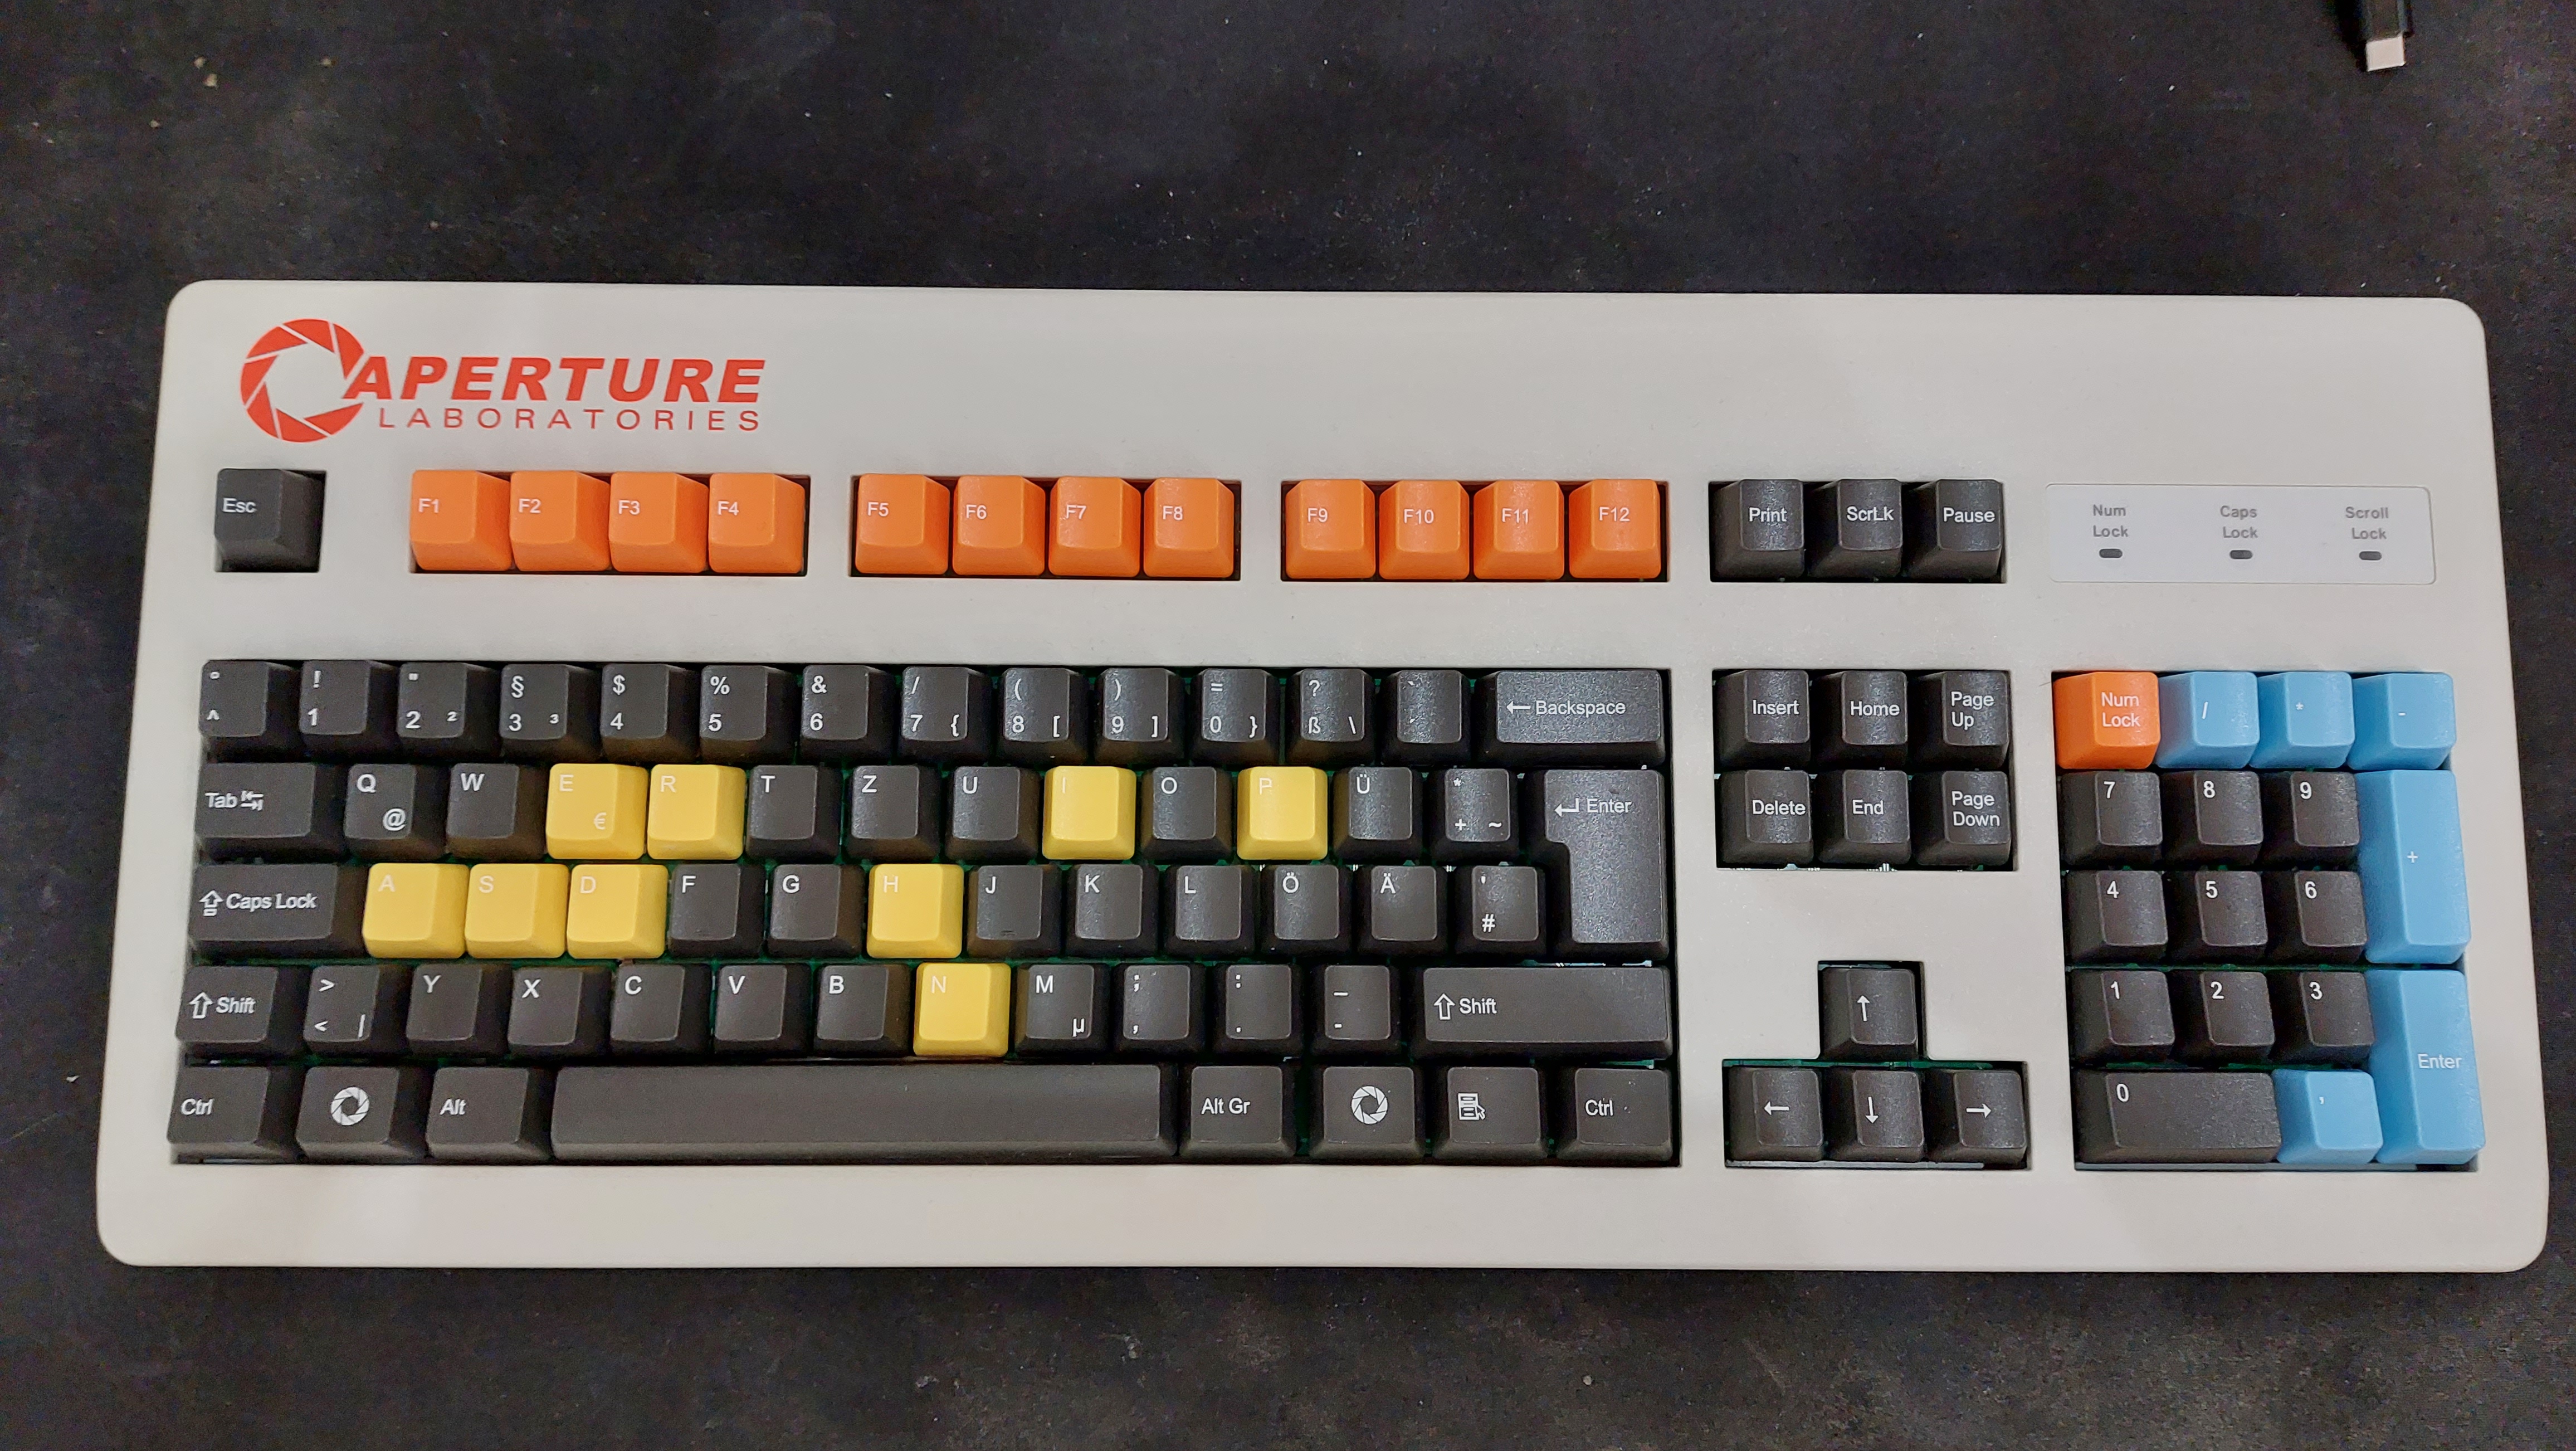 APERTURE
LABORATORIES
Esc F1 F2 F3 F4 F5 F6 F7 F8 F9 F10 F11 F12 Print ScrLk Pause
Num Lock Caps Lock Scroll Lock
° ! " § $ % & / ( ) = ? `
^ 1 2 ² 3 ³ 4 5 6 7 { 8 [ 9 ] 0 } ß \ ´ ← Backspace Insert Home Page Up Num Lock / * -
Tab Q @ W E € R T Z U I O P Ü * + ~ Enter Delete End Page Down 7 8 9 +
Caps Lock A S D F G H J K L Ö Ä ' # 4 5 6
Shift > < | Y X C V B N M µ ; , : . _ - Shift ↑ 1 2 3 Enter
Ctrl Alt Alt Gr Ctrl ← ↓ → 0 ,